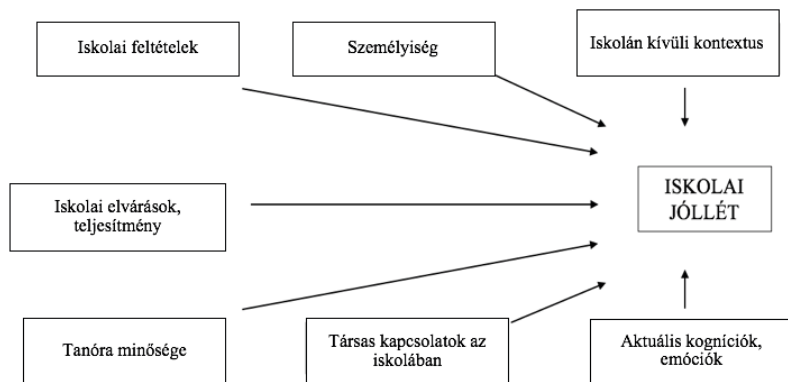 Iskolai feltételek
Személyiség
Iskolán kívüli kontextus
Iskolai elvárások,
teljesítmény
ISKOLAI
JÓLLÉT
Tanóra minősége
Társas kapcsolatok az
iskolában
Aktuális kogníciók,
emóciók